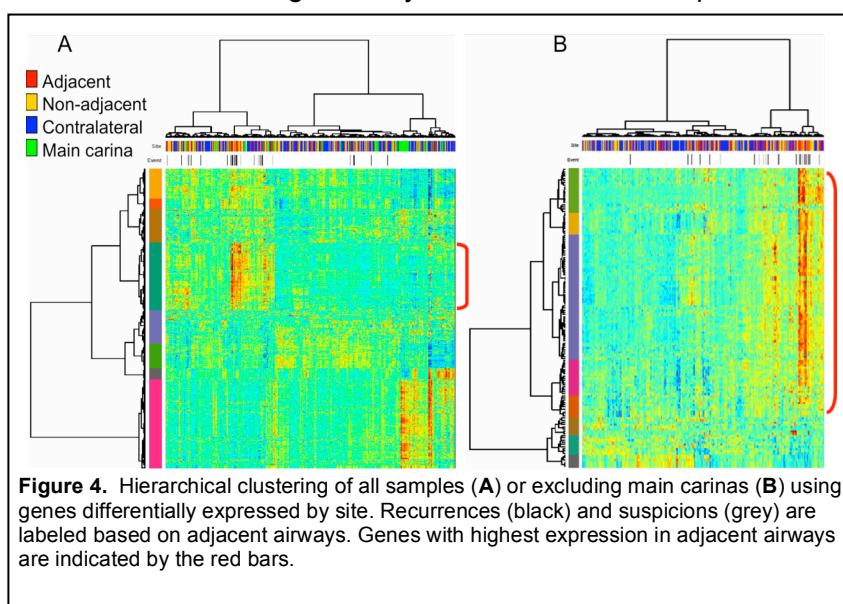 A
B
Adjacent
Non-adjacent
Contralateral
Main carina
Site
Event
Site
Event
Figure 4. Hierarchical clustering of all samples (A) or excluding main carinas (B) using
genes differentially expressed by site. Recurrences (black) and suspicions (grey) are
labeled based on adjacent airways. Genes with highest expression in adjacent airways
are indicated by the red bars.